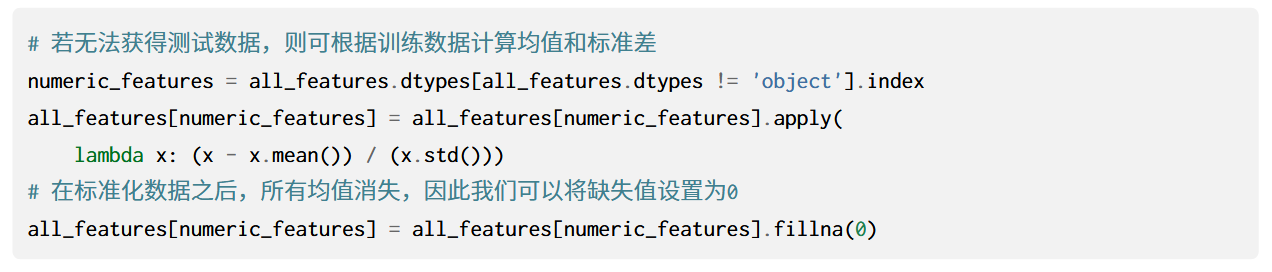 # 若无法获得测试数据，则可根据训练数据计算均值和标准差
numeric_features = all_features.dtypes[all_features.dtypes != 'object'].index
all_features[numeric_features] = all_features[numeric_features].apply(
    lambda x: (x - x.mean()) / (x.std()))
# 在标准化数据之后，所有均值消失，因此我们可以将缺失值设置为0
all_features[numeric_features] = all_features[numeric_features].fillna(0)